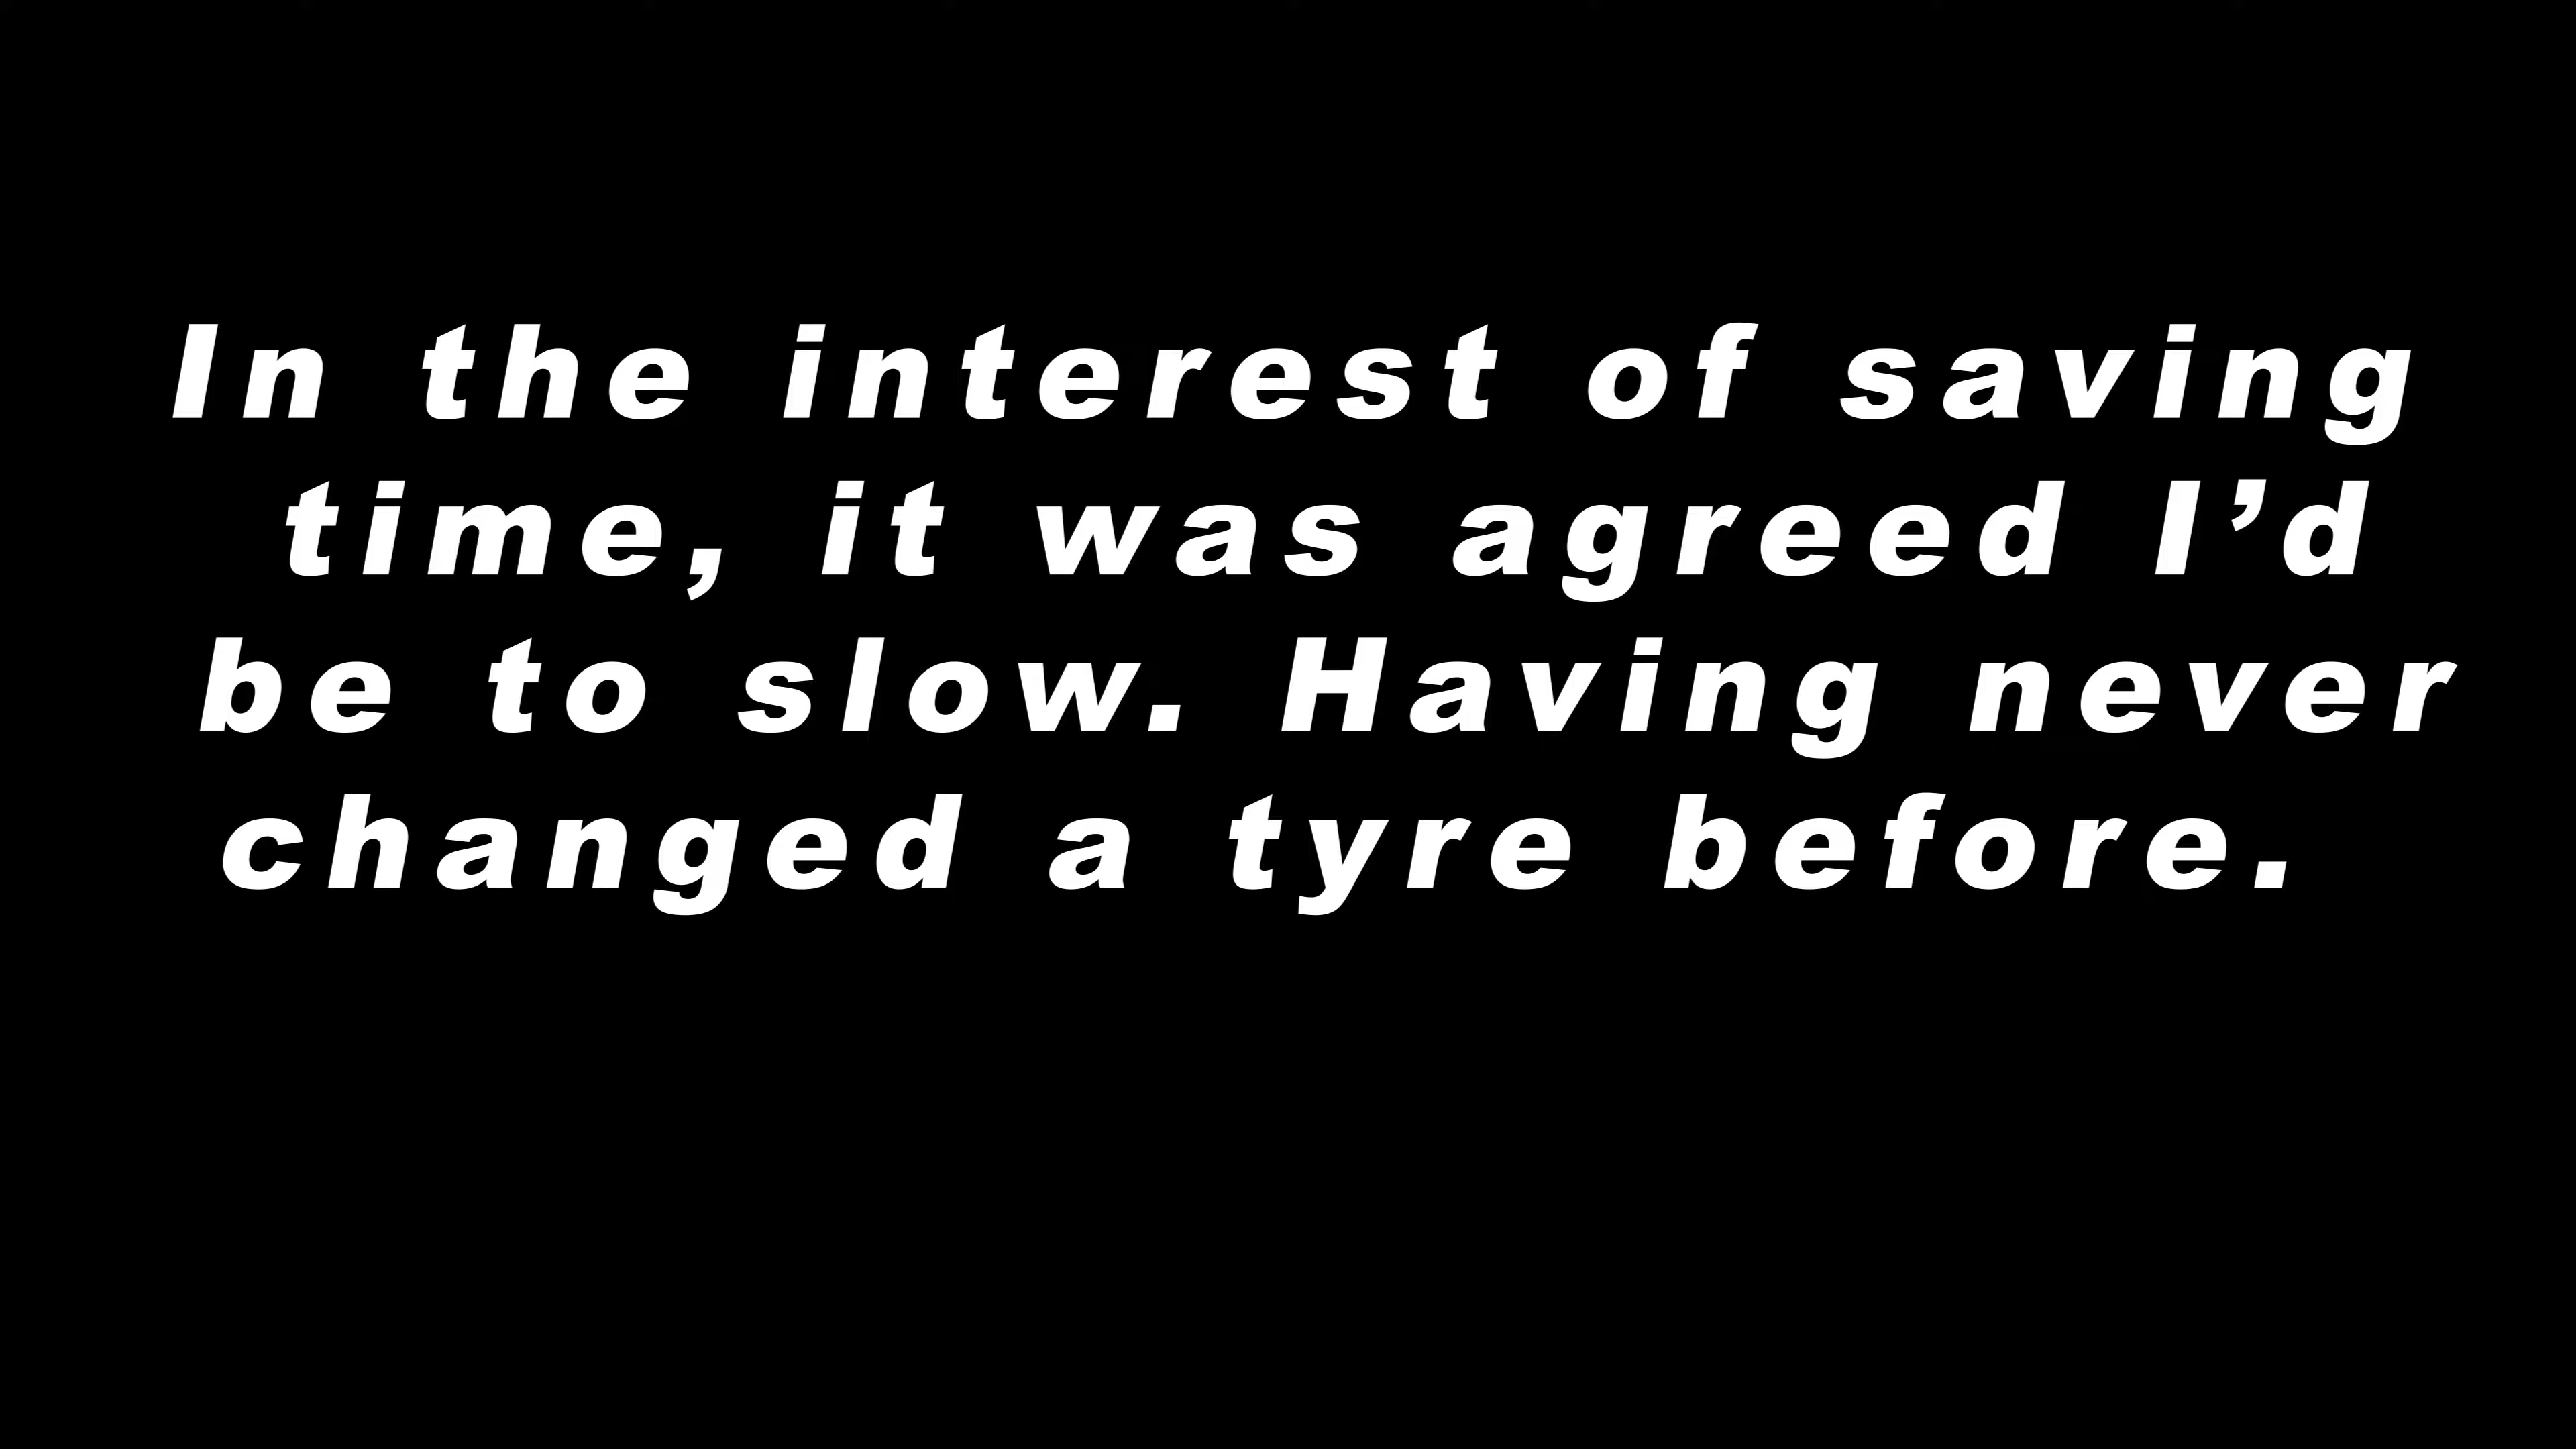 In the interest of saving
time, it was agreed I’d
be to slow. Having never
changed a tyre before.